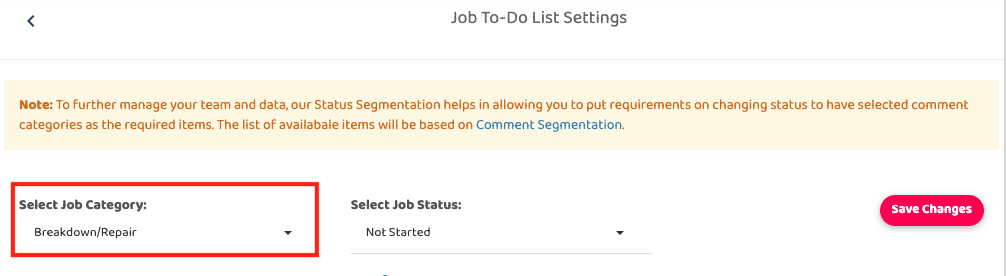 Job To-Do List Settings
Note: To further manage your team and data, our Status Segmentation helps in allowing you to put requirements on changing status to have selected comment
categories as the required items. The list of availabale items will be based on Comment Segmentation.
Select Job Category:
Select Job Status:
Save Changes
Breakdown/Repair
Not Started